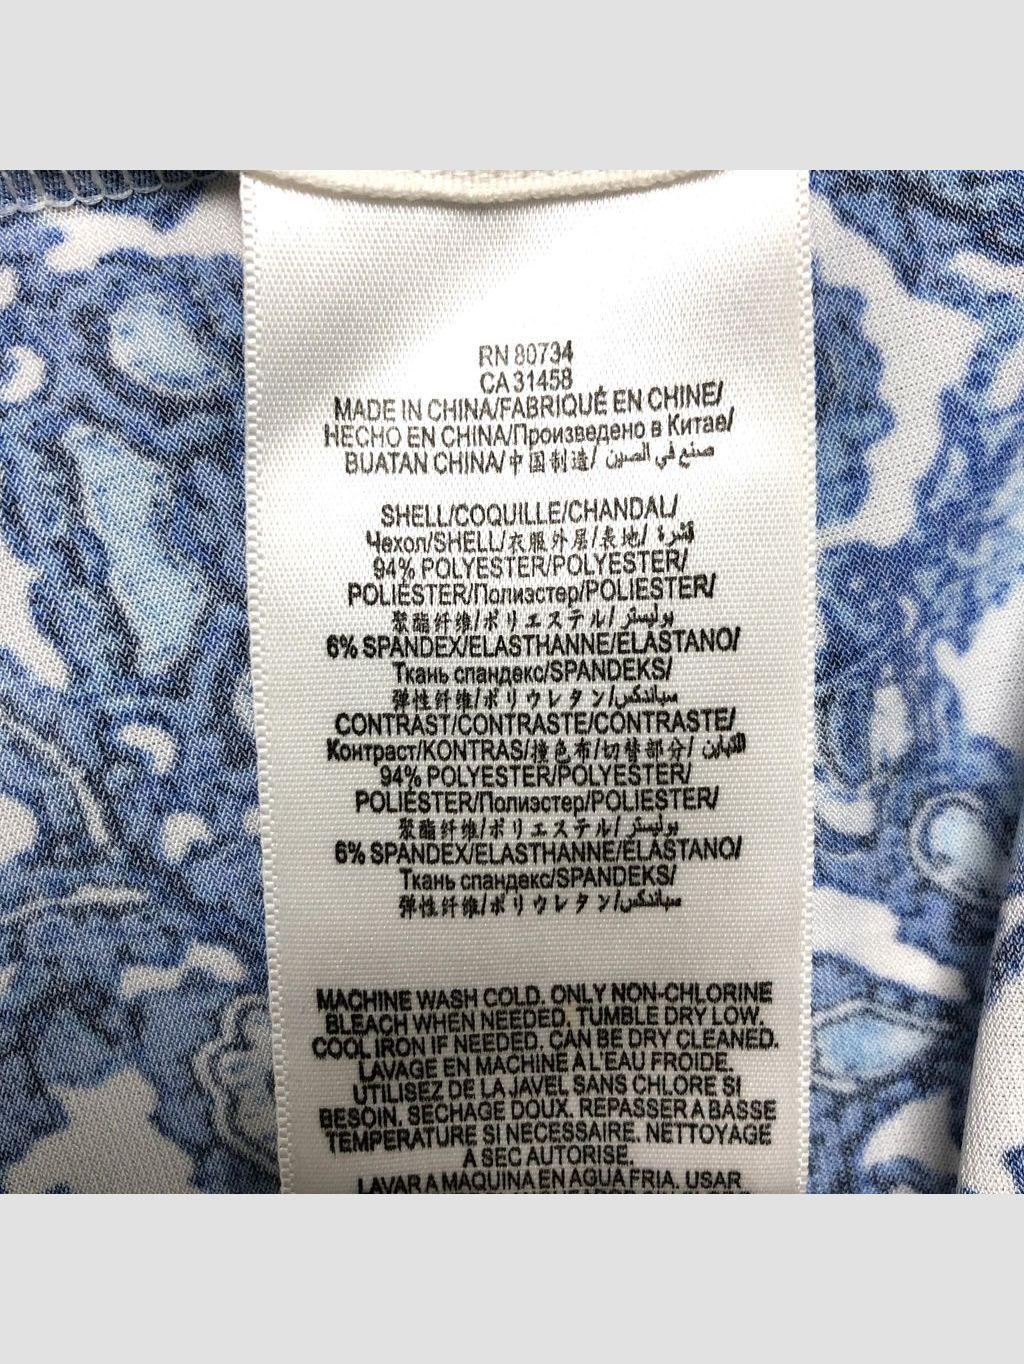 RN 80734
CA 31458
MADE IN CHINA/FABRIQUÉ EN CHINE/
HECHO EN CHINA/Произведено в Китае/
BUATAN CHINA/中国制造/ صنع في الصين
SHELL/COQUILLE/CHANDAL/
Чехол/SHELL/衣服外层/表地/ قشرة
94% POLYESTER/POLYESTER/
POLIÉSTER/Полиэстер/POLIESTER/
聚酯纤维/ポリエステル/ بوليستر
6% SPANDEX/ELASTHANNE/ELASTANO/
Ткань спандекс/SPANDEKS/
弹性纤维/ポリウレタン/سباندكس
CONTRAST/CONTRASTE/CONTRASTE/
Контраст/KONTRAS/撞色布/切替部分/ التباين
94% POLYESTER/POLYESTER/
POLIÉSTER/Полиэстер/POLIESTER/
聚酯纤维/ポリエステル/ بوليستر
6% SPANDEX/ELASTHANNE/ELASTANO/
Ткань спандекс/SPANDEKS/
弹性纤维/ポリウレタン/سباندكس
MACHINE WASH COLD. ONLY NON-CHLORINE
BLEACH WHEN NEEDED. TUMBLE DRY LOW.
COOL IRON IF NEEDED. CAN BE DRY CLEANED.
LAVAGE EN MACHINE A L'EAU FROIDE.
UTILISEZ DE LA JAVEL SANS CHLORE SI
BESOIN. SECHAGE DOUX. REPASSER A BASSE
TEMPERATURE SI NECESSAIRE. NETTOYAGE
A SEC AUTORISE.
LAVAR A MAQUINA EN AGUA FRIA. USAR